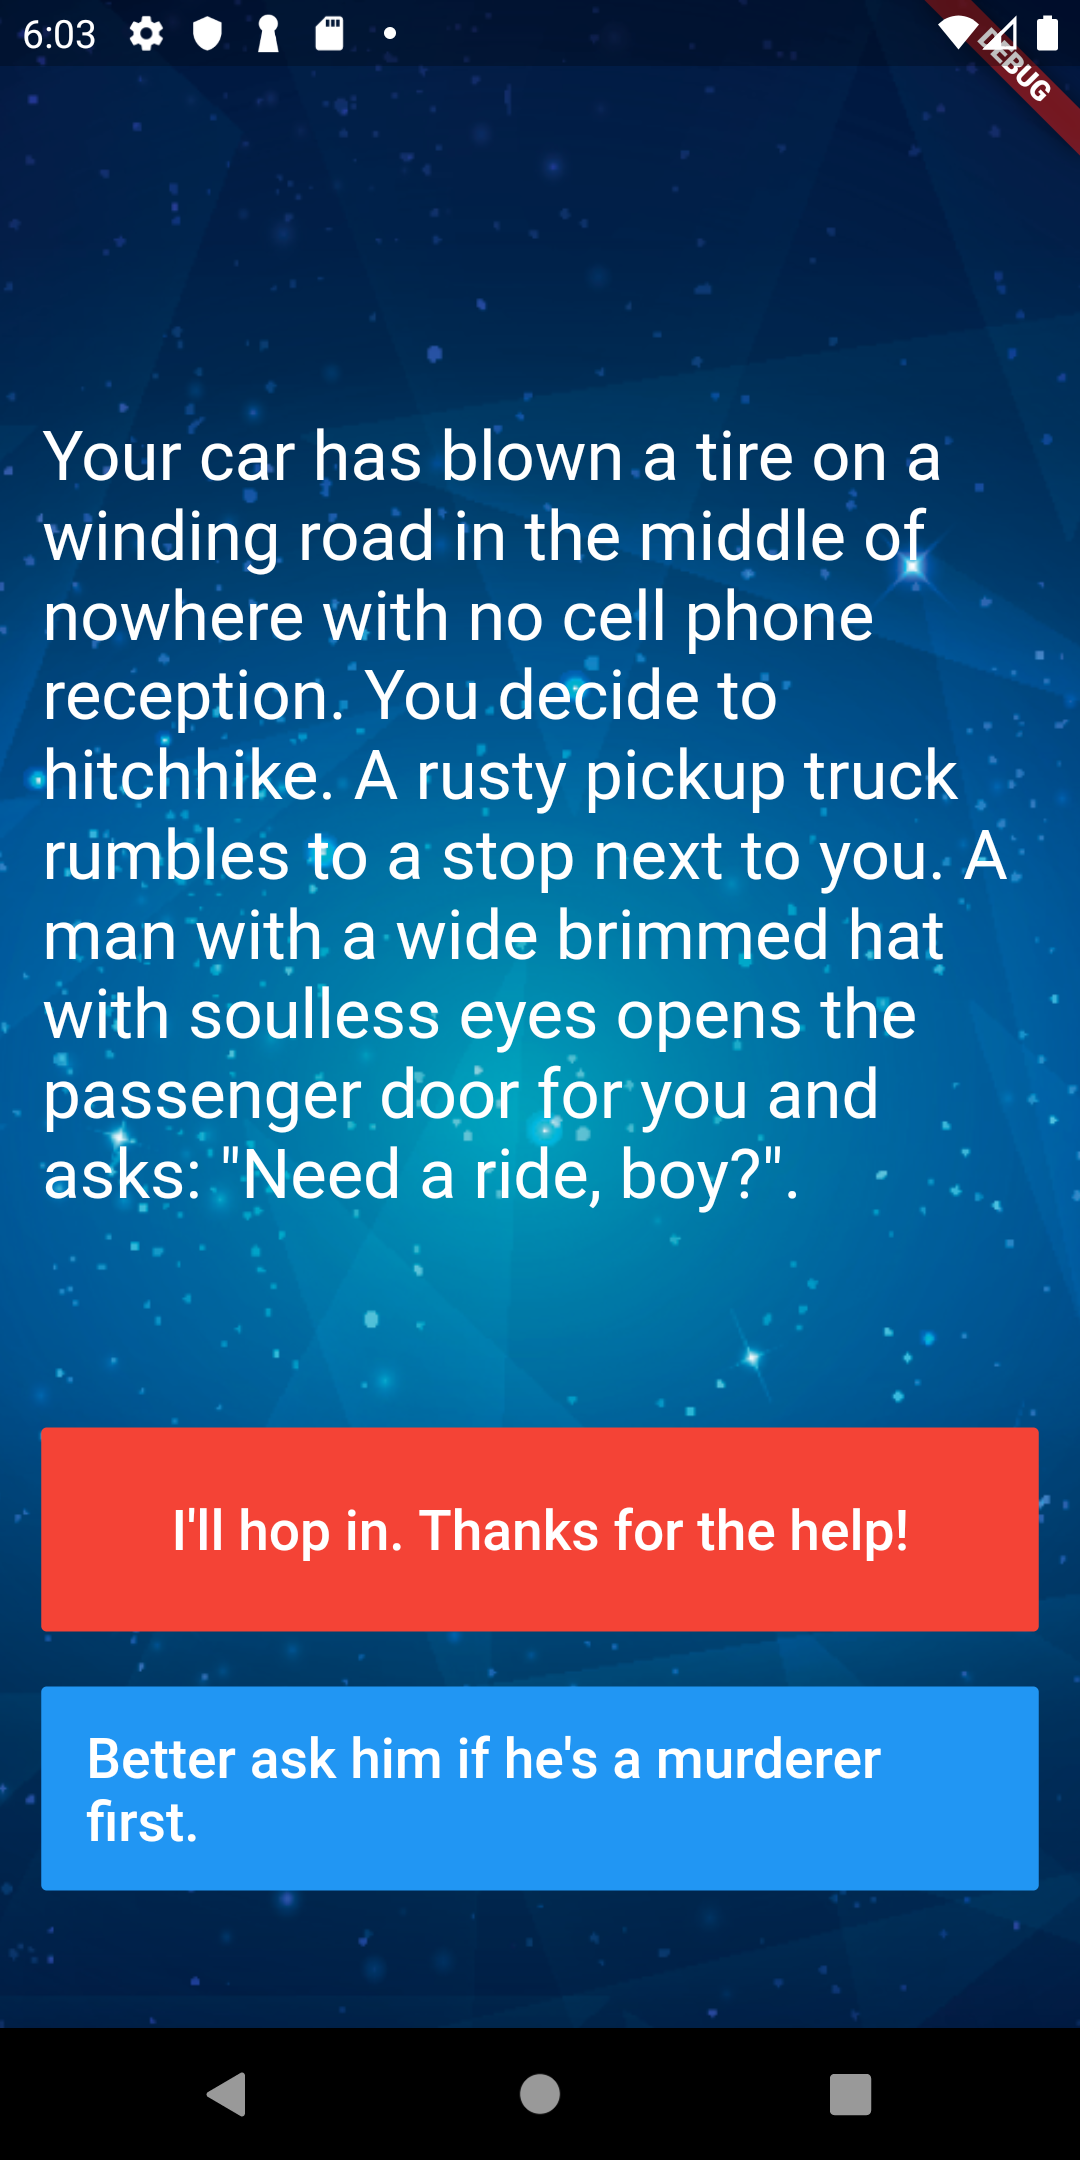 6:03
DEBUG
Your car has blown a tire on a
winding road in the middle of
nowhere with no cell phone
reception. You decide to
hitchhike. A rusty pickup truck
rumbles to a stop next to you. A
man with a wide brimmed hat
with soulless eyes opens the
passenger door for you and
asks: "Need a ride, boy?".
I'll hop in. Thanks for the help!
Better ask him if he's a murderer
first.